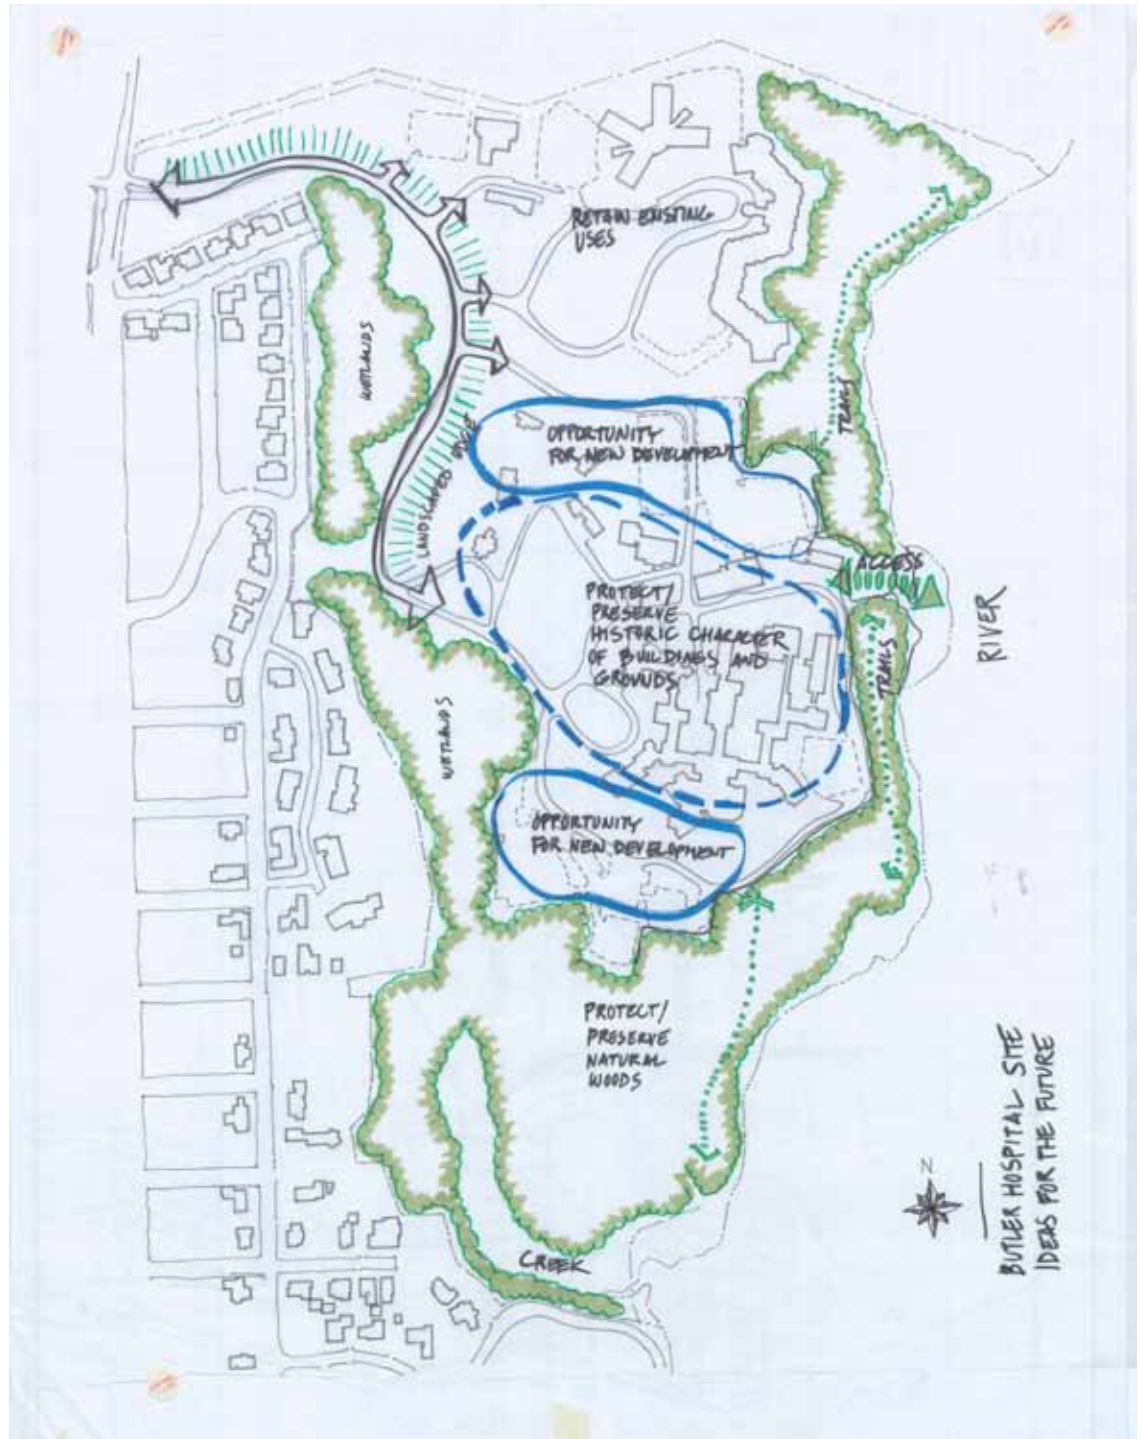 RETAIN EXISTING
USES
WETLANDS
LANDSCAPED EDGE
OPPORTUNITY
FOR NEW DEVELOPMENT
TRAILS
ACCESS
PROTECT/
PRESERVE
HISTORIC CHARACTER
OF BUILDINGS AND
GROUNDS
RIVER
TRAILS
WETLANDS
OPPORTUNITY
FOR NEW DEVELOPMENT
PROTECT/
PRESERVE
NATURAL
WOODS
CREEK
N
BUTLER HOSPITAL SITE
IDEAS FOR THE FUTURE